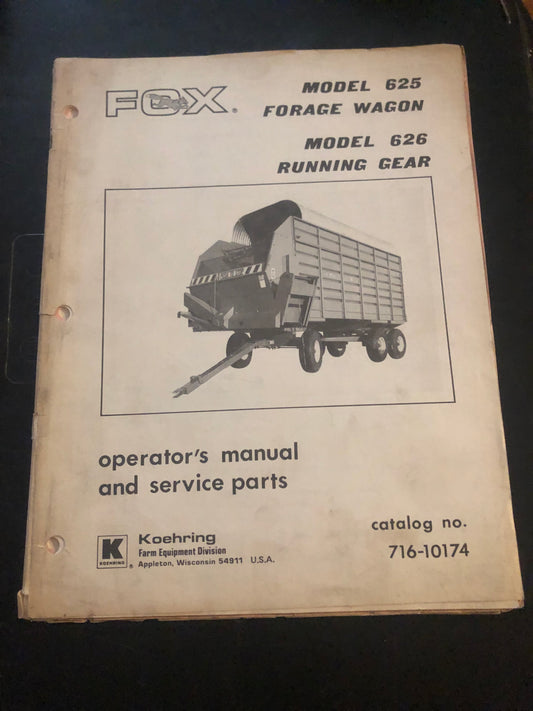 FOX®
MODEL 625
FORAGE WAGON
MODEL 626
RUNNING GEAR
operator's manual
and service parts
catalog no.
716-10174
K
KOEHRING®
Koehring
Farm Equipment Division
Appleton, Wisconsin 54911 U.S.A.